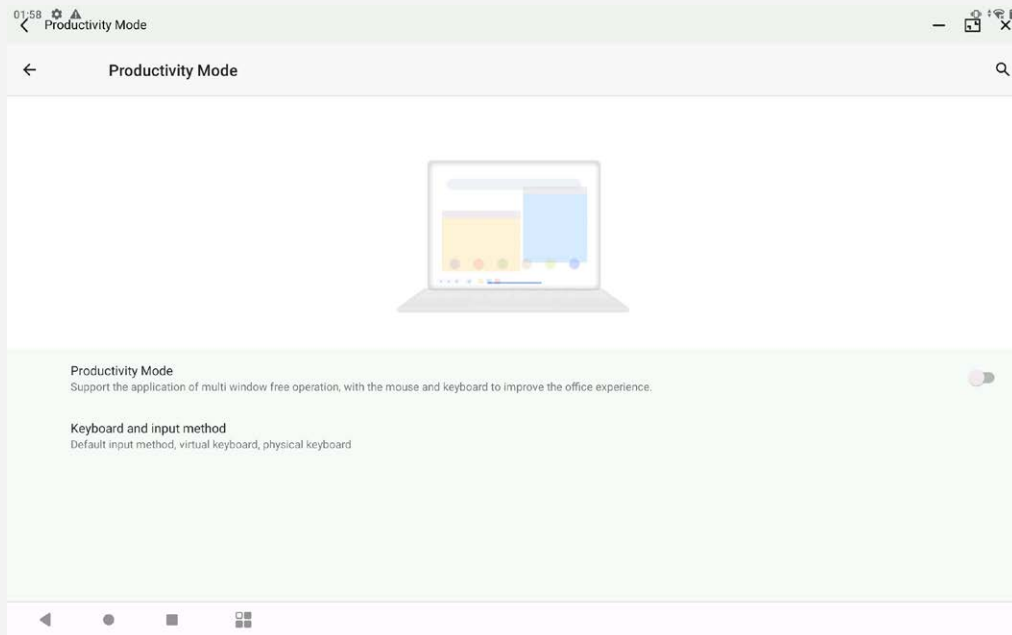 01:58
Productivity Mode
Productivity Mode
Productivity Mode
Support the application of multi window free operation, with the mouse and keyboard to improve the office experience.
Keyboard and input method
Default input method, virtual keyboard, physical keyboard